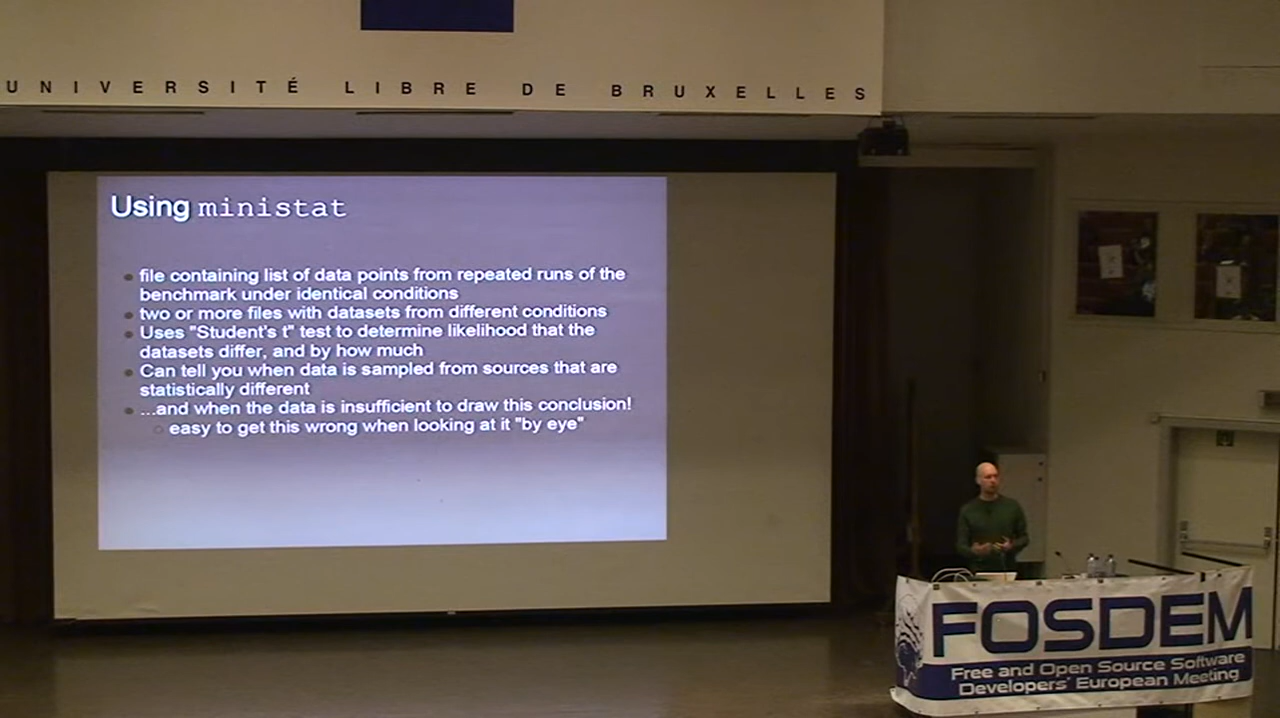 UNIVERSITÉ LIBRE DE BRUXELLES
Using ministat
file containing list of data points from repeated runs of the
benchmark under identical conditions
two or more files with datasets from different conditions
Uses "Student's t" test to determine likelihood that the
datasets differ, and by how much
Can tell you when data is sampled from sources that are
statistically different
...and when the data is insufficient to draw this conclusion!
easy to get this wrong when looking at it "by eye"
FOSDEM
Free and Open Source Software
Developers' European Meeting